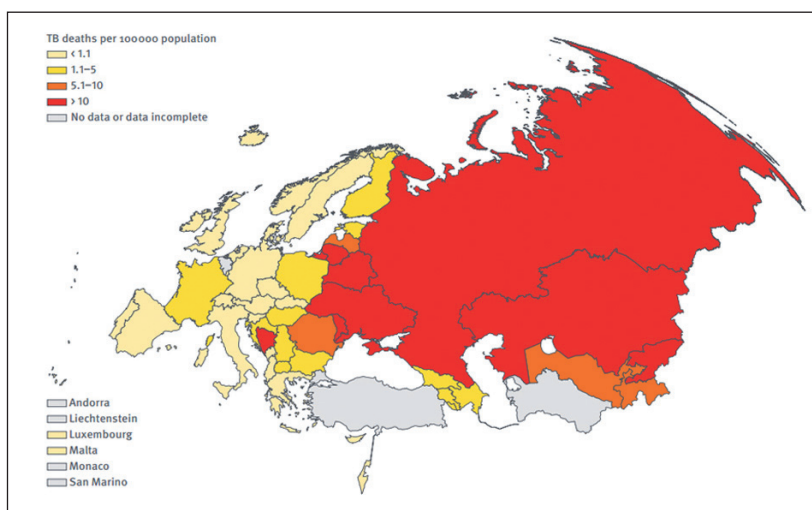 TB deaths per 100000 population
< 1.1
1.1–5
5.1–10
> 10
No data or data incomplete
Andorra
Liechtenstein
Luxembourg
Malta
Monaco
San Marino